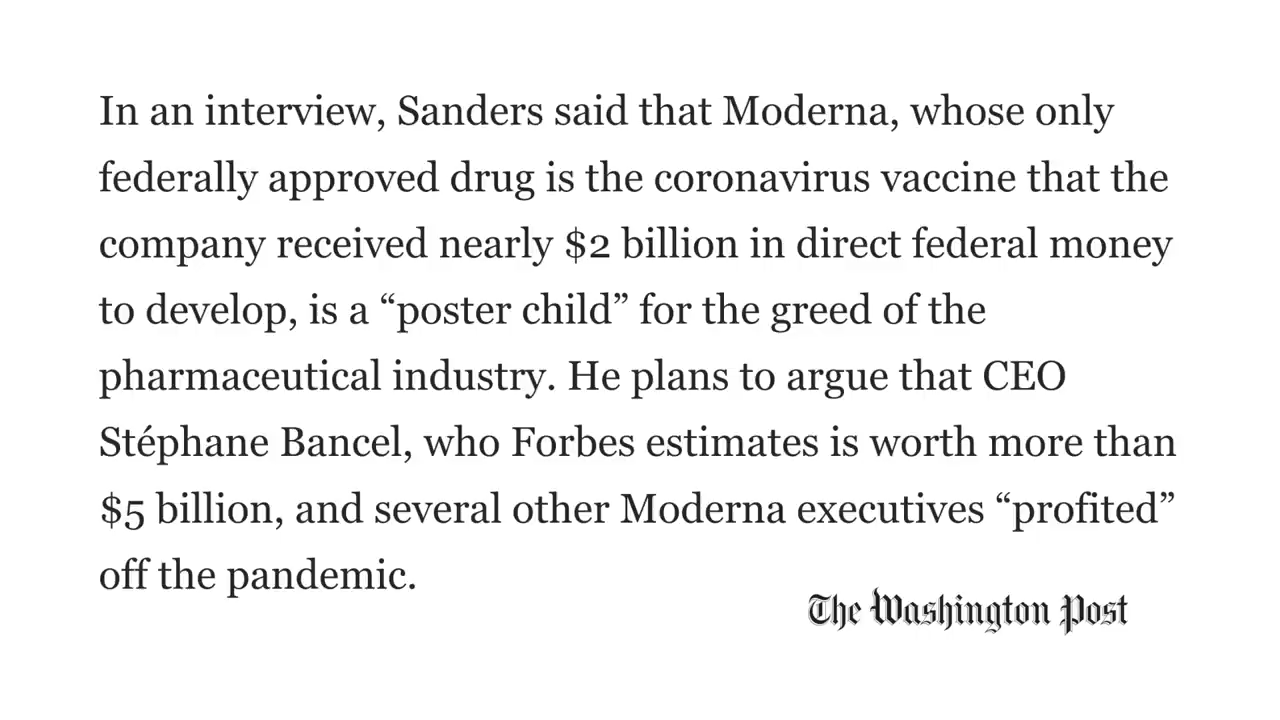 In an interview, Sanders said that Moderna, whose only
federally approved drug is the coronavirus vaccine that the
company received nearly $2 billion in direct federal money
to develop, is a “poster child” for the greed of the
pharmaceutical industry. He plans to argue that CEO
Stéphane Bancel, who Forbes estimates is worth more than
$5 billion, and several other Moderna executives “profited”
off the pandemic.
The Washington Post